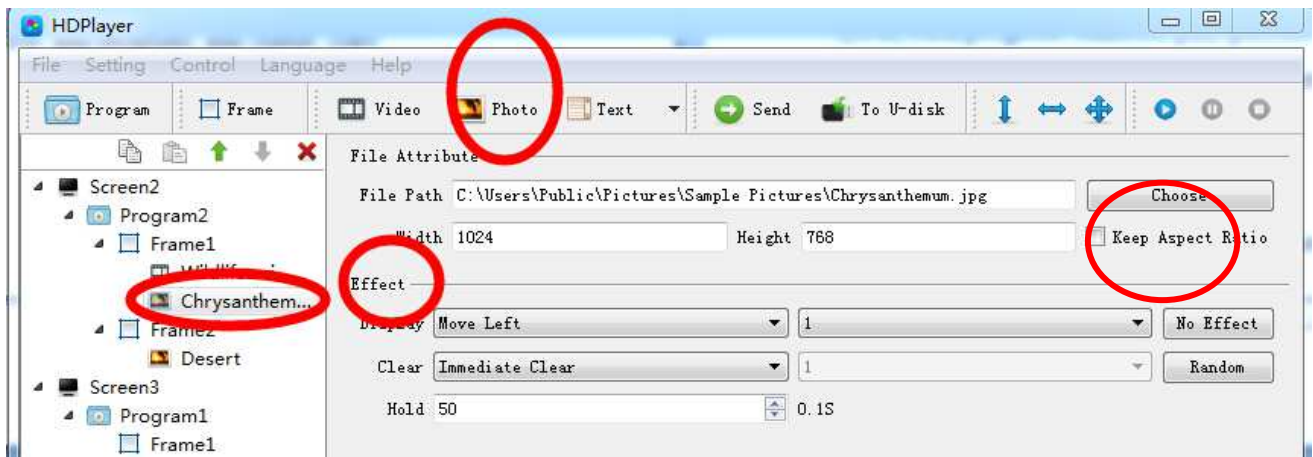 HDPlayer
File Setting Control Language Help
Program Frame Video Photo Text Send To U-disk
File Attribute
Screen2
File Path C:\Users\Public\Pictures\Sample Pictures\Chrysanthemum.jpg Choose
Program2
Frame1
Width 1024 Height 768 Keep Aspect Ratio
Effect
Chrysanthem...
Frame2
Display Move Left 1 No Effect
Desert
Clear Immediate Clear 1 Random
Screen3
Hold 50 0.1S
Program1
Frame1